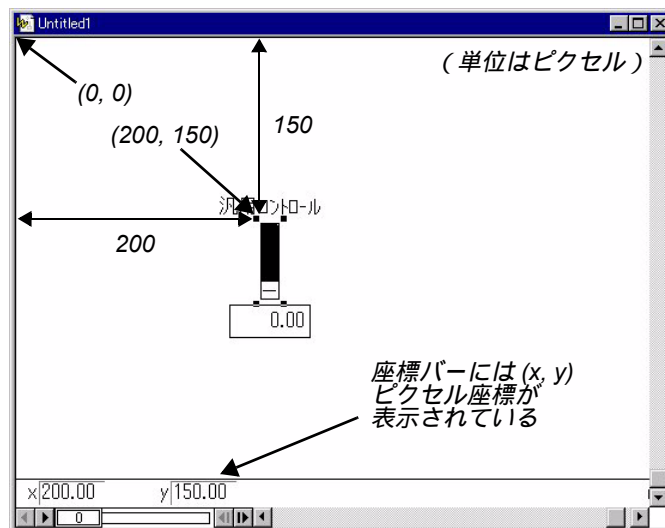 Untitled1
(単位はピクセル)
(0, 0)
150
(200, 150)
コントロール
200
0.00
座標バーには (x, y)
ピクセル座標が
表示されている
x 200.00 y 150.00
0